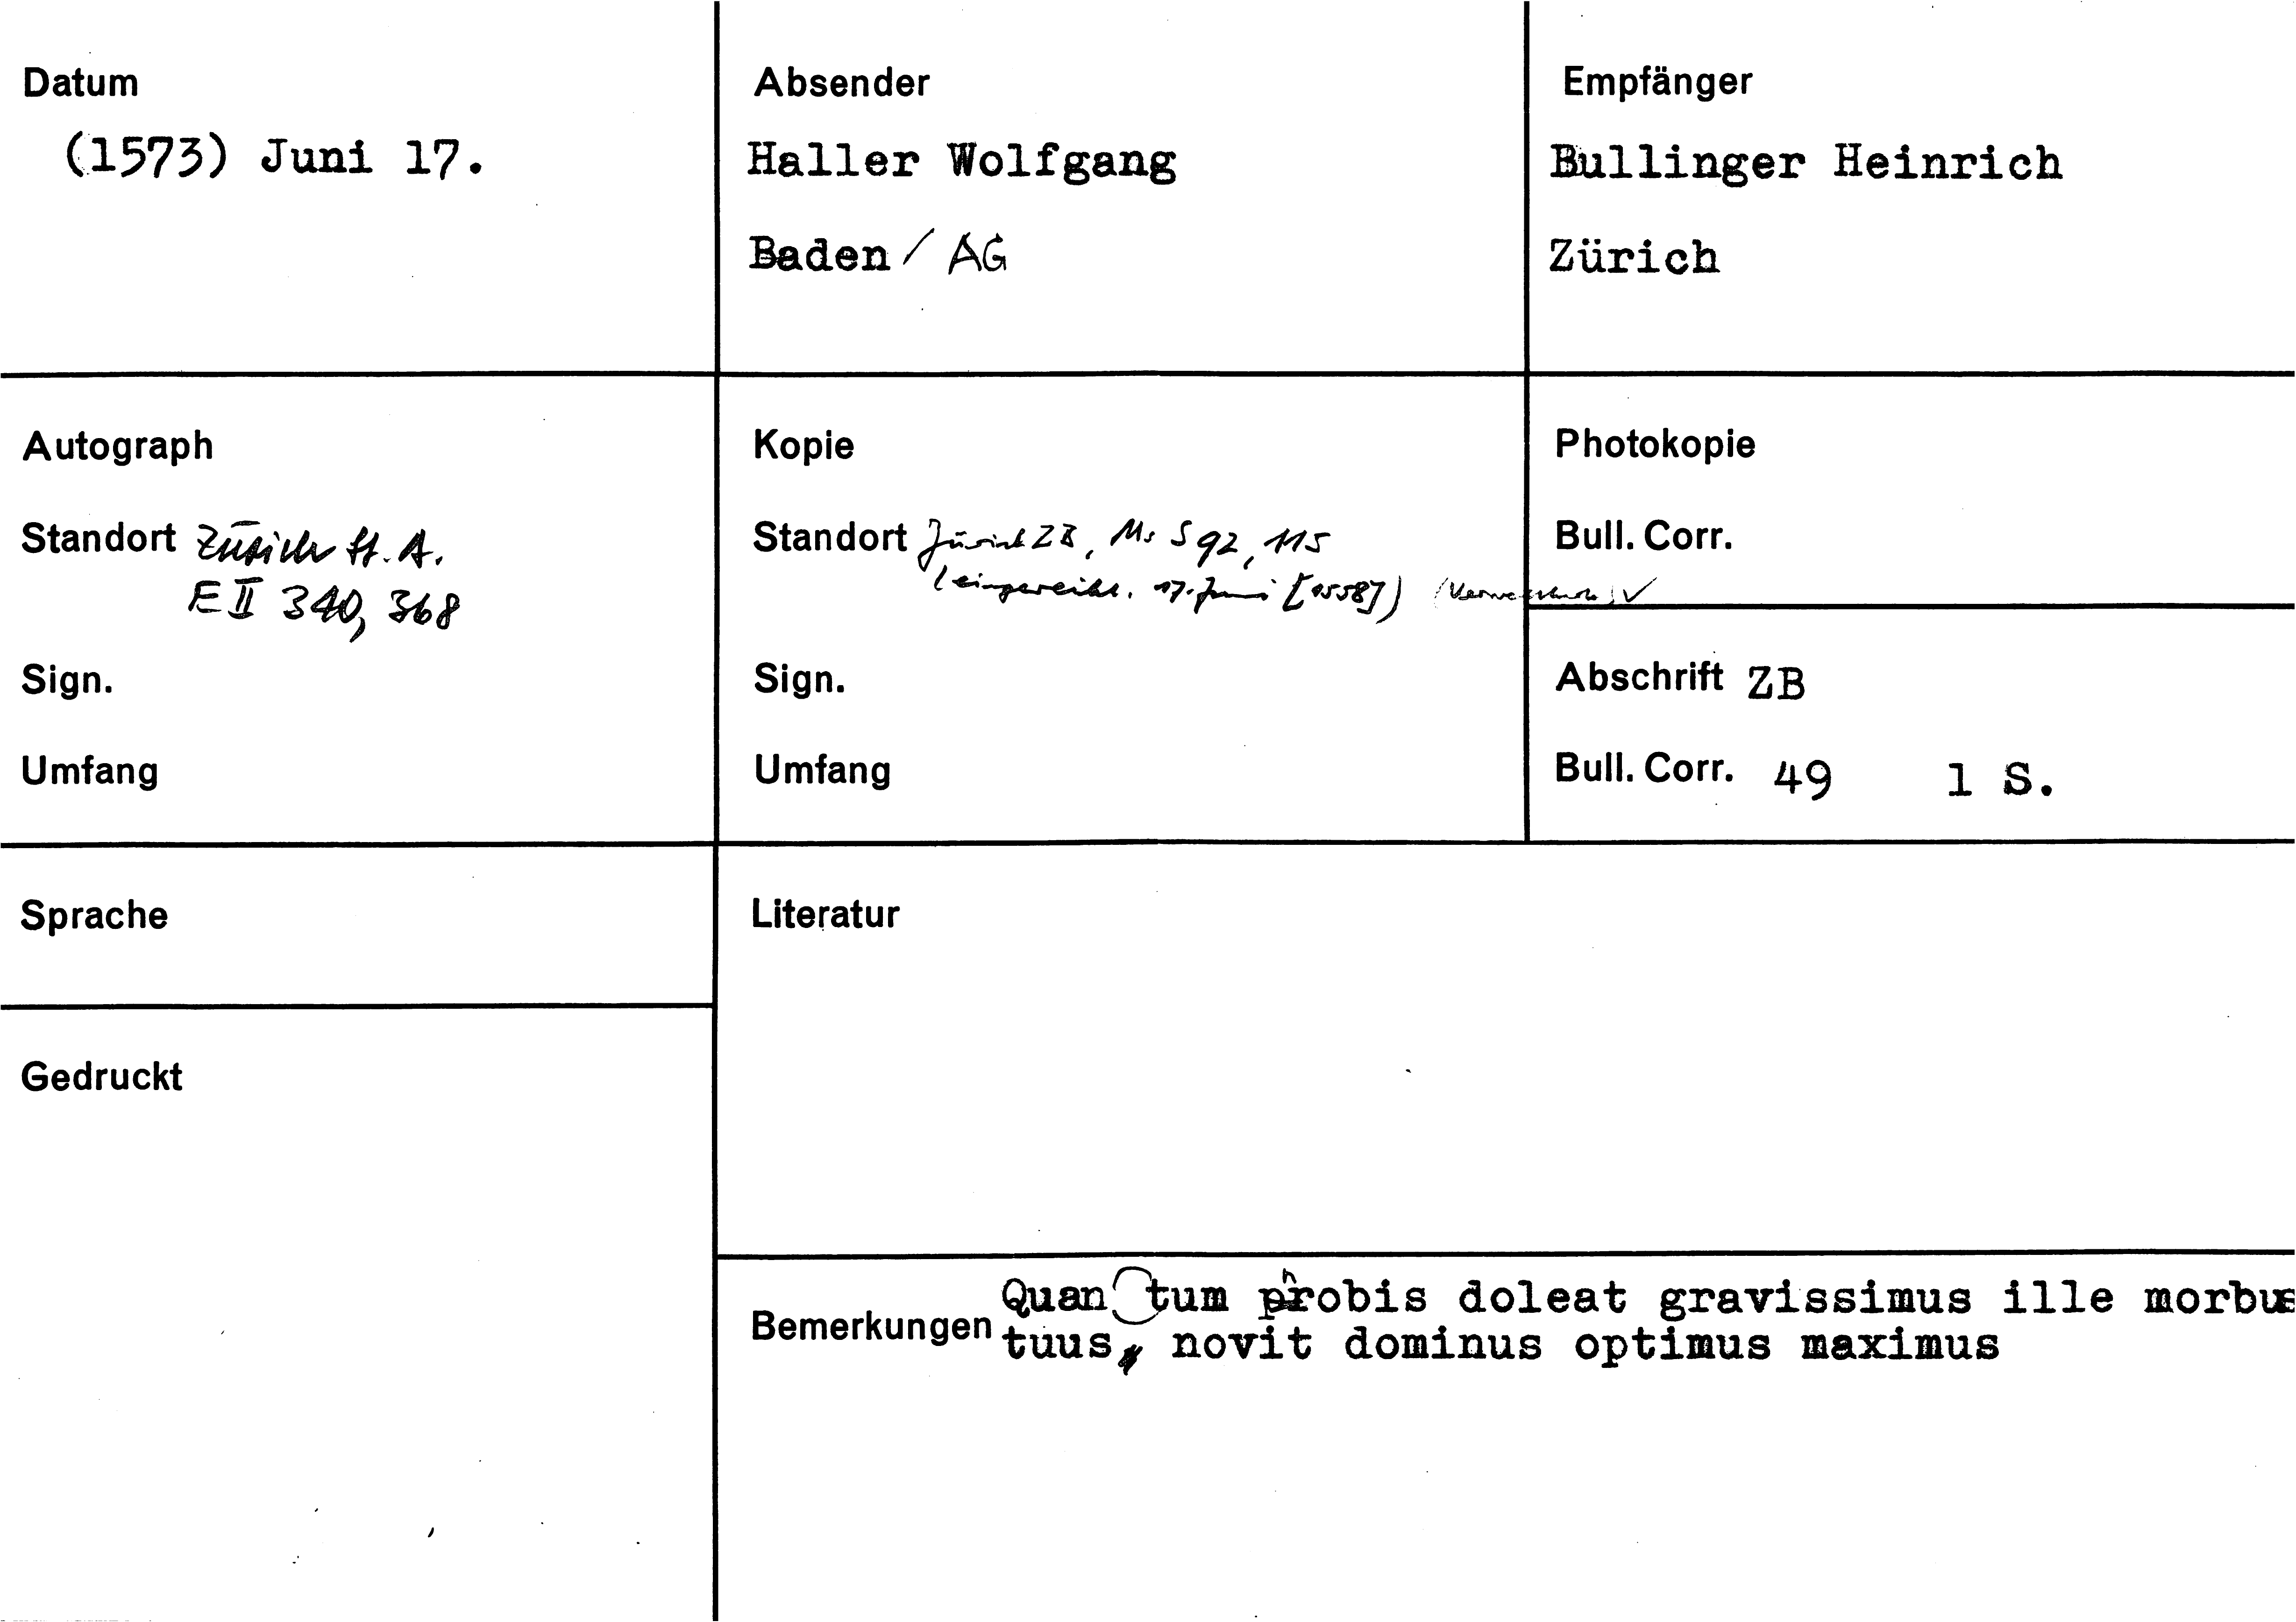 Datum
(1573) Juni 17.
Absender
Haller Wolfgang
Baden / AG
Empfänger
Bullinger Heinrich
Zürich
Autograph
Standort Zürich St. A.
E II 340, 368
Sign.
Umfang
Kopie
Standort Zürich ZB, Ms S 92, 115
(eingereiht. 17. Juni [1558])
Sign.
Umfang
Photokopie
Bull. Corr.
Abschrift ZB
Bull. Corr. 49 1 S.
Sprache
Gedruckt
Literatur
Bemerkungen
Quan tum probis doleat gravissimus ille morbus
tuus, novit dominus optimus maximus